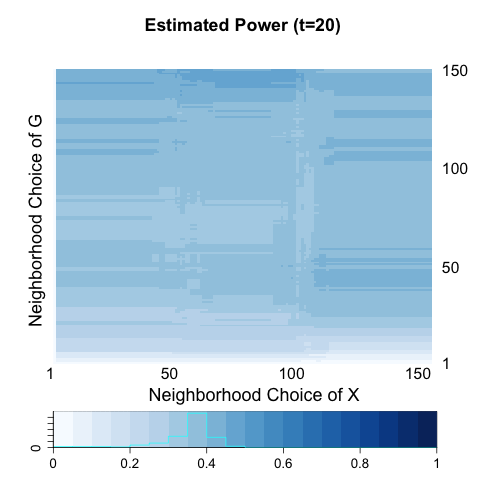 Estimated Power (t=20)
Neighborhood Choice of G
150
100
50
1
1 50 100 150
Neighborhood Choice of X
0
0 0.2 0.4 0.6 0.8 1